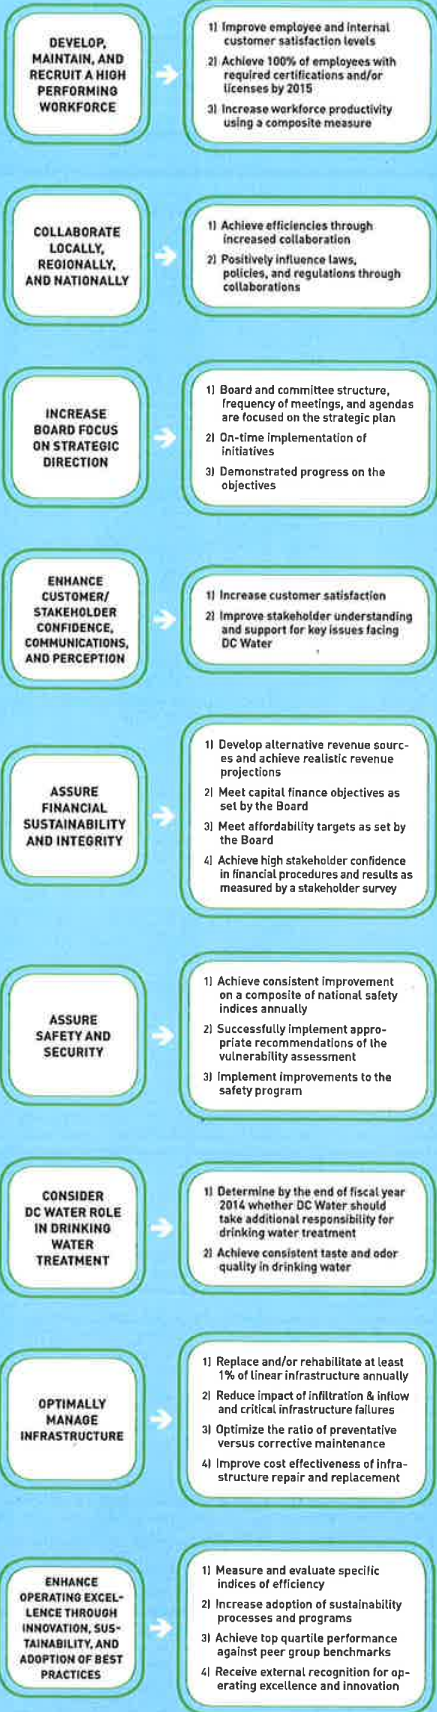 DEVELOP,
MAINTAIN, AND
RECRUIT A HIGH
PERFORMING
WORKFORCE
1) Improve employee and internal
customer satisfaction levels
2) Achieve 100% of employees with
required certifications and/or
licenses by 2015
3) Increase workforce productivity
using a composite measure
COLLABORATE
LOCALLY,
REGIONALLY,
AND NATIONALLY
1) Achieve efficiencies through
increased collaboration
2) Positively influence laws,
policies, and regulations through
collaborations
INCREASE
BOARD FOCUS
ON STRATEGIC
DIRECTION
1) Board and committee structure,
frequency of meetings, and agendas
are focused on the strategic plan
2) On-time implementation of
initiatives
3) Demonstrated progress on the
objectives
ENHANCE
CUSTOMER/
STAKEHOLDER
CONFIDENCE,
COMMUNICATIONS,
AND PERCEPTION
1) Increase customer satisfaction
2) Improve stakeholder understanding
and support for key issues facing
DC Water
ASSURE
FINANCIAL
SUSTAINABILITY
AND INTEGRITY
1) Develop alternative revenue sourc-
es and achieve realistic revenue
projections
2) Meet capital finance objectives as
set by the Board
3) Meet affordability targets as set by
the Board
4) Achieve high stakeholder confidence
in financial procedures and results as
measured by a stakeholder survey
ASSURE
SAFETY AND
SECURITY
1) Achieve consistent improvement
on a composite of national safety
indices annually
2) Successfully implement appro-
priate recommendations of the
vulnerability assessment
3) Implement improvements to the
safety program
CONSIDER
DC WATER ROLE
IN DRINKING
WATER
TREATMENT
1) Determine by the end of fiscal year
2014 whether DC Water should
take additional responsibility for
drinking water treatment
2) Achieve consistent taste and odor
quality in drinking water
OPTIMALLY
MANAGE
INFRASTRUCTURE
1) Replace and/or rehabilitate at least
1% of linear infrastructure annually
2) Reduce impact of infiltration & inflow
and critical infrastructure failures
3) Optimize the ratio of preventative
versus corrective maintenance
4) Improve cost effectiveness of infra-
structure repair and replacement
ENHANCE
OPERATING EXCEL-
LENCE THROUGH
INNOVATION, SUS-
TAINABILITY, AND
ADOPTION OF BEST
PRACTICES
1) Measure and evaluate specific
indices of efficiency
2) Increase adoption of sustainability
processes and programs
3) Achieve top quartile performance
against peer group benchmarks
4) Receive external recognition for op-
erating excellence and innovation